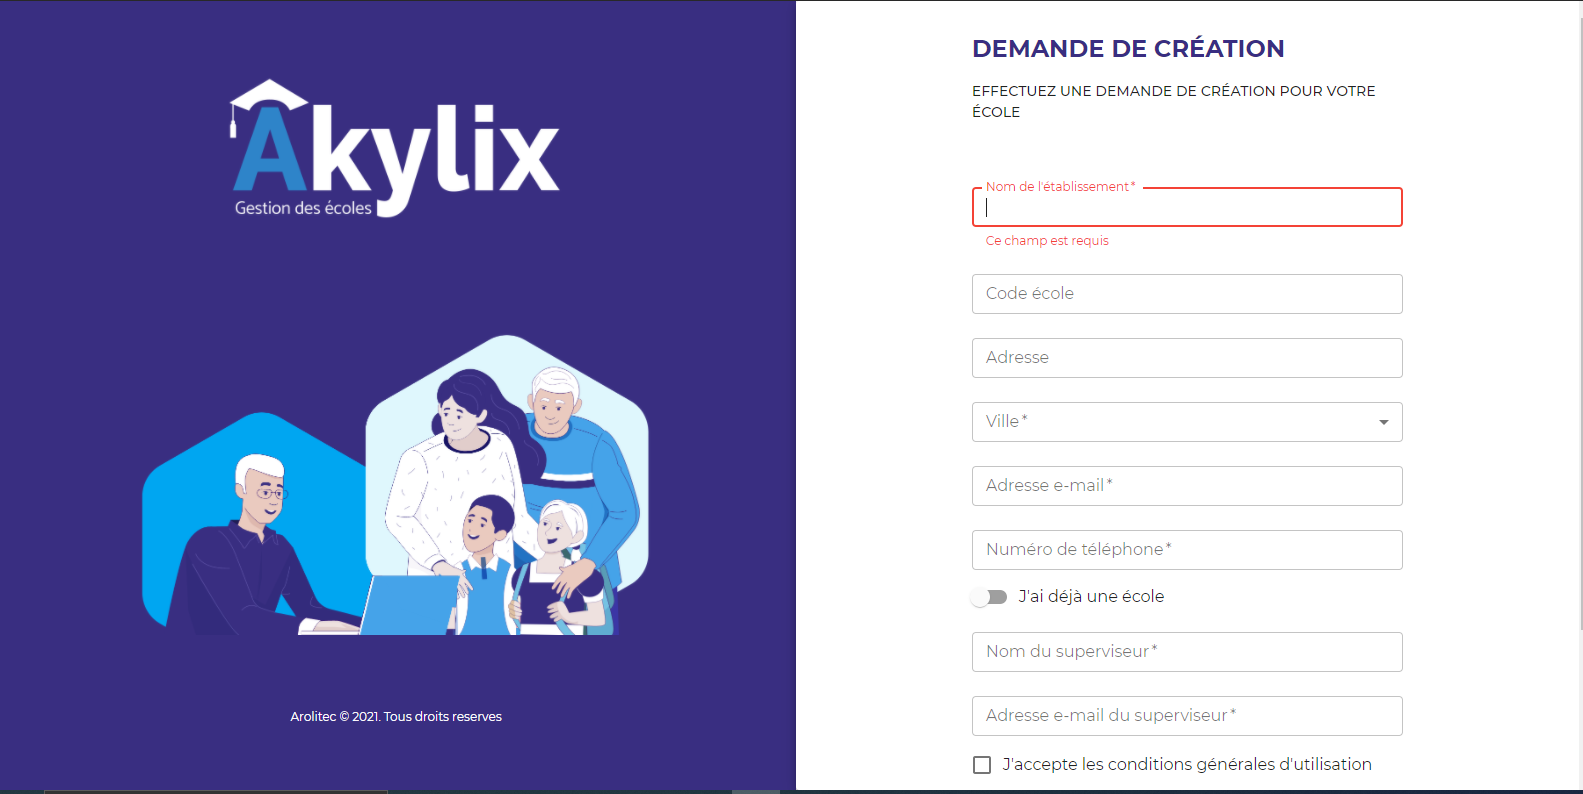 Akylix
Gestion des écoles
Arolitec © 2021. Tous droits reserves
DEMANDE DE CRÉATION
EFFECTUEZ UNE DEMANDE DE CRÉATION POUR VOTRE
ÉCOLE
Nom de l'établissement *
Ce champ est requis
Code école
Adresse
Ville *
Adresse e-mail *
Numéro de téléphone *
J'ai déjà une école
Nom du superviseur *
Adresse e-mail du superviseur *
J'accepte les conditions générales d'utilisation